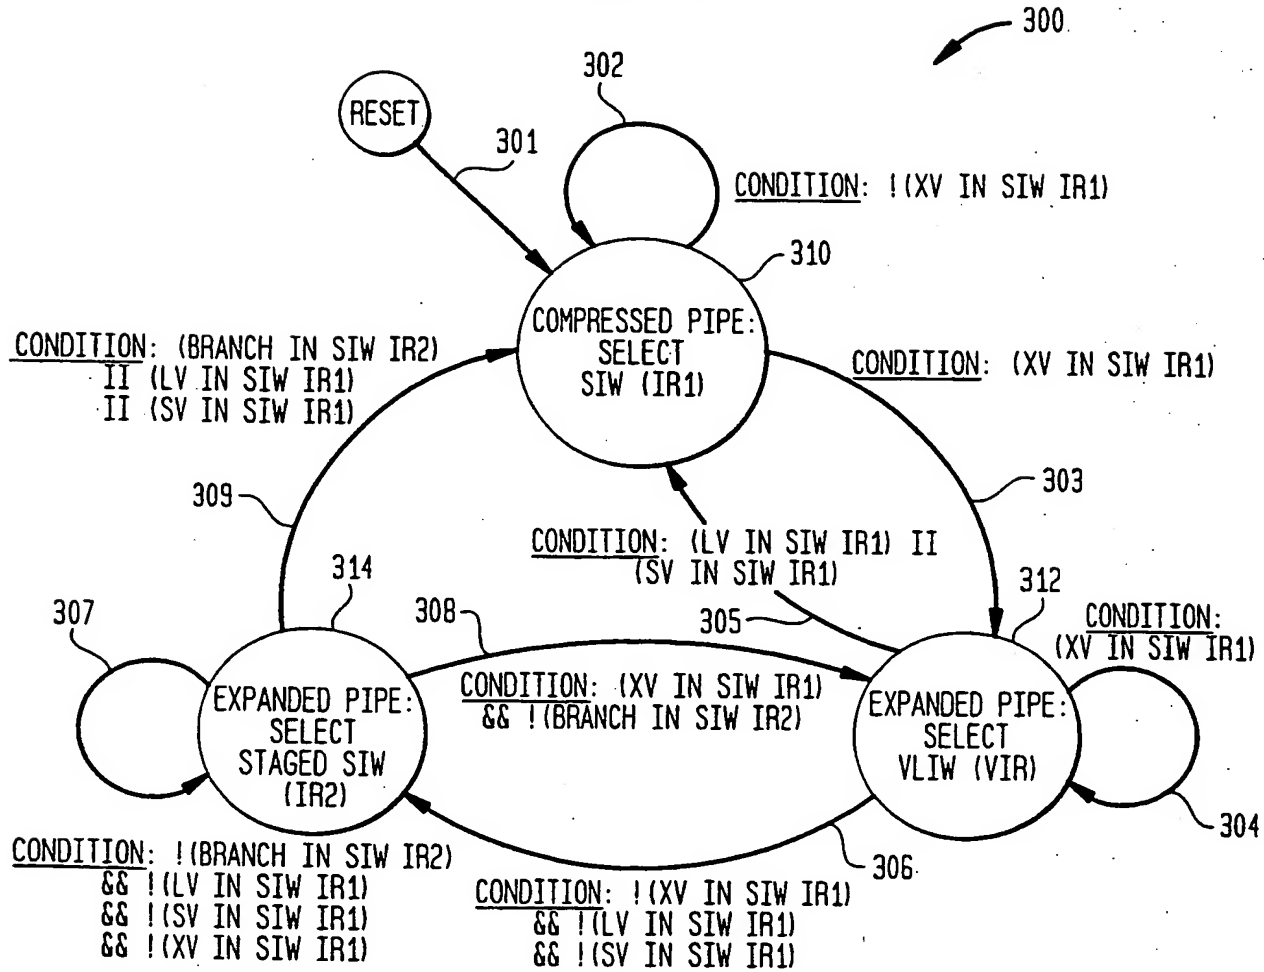 300
302
RESET
301
CONDITION: !(XV IN SIW IR1)
310
COMPRESSED PIPE:
SELECT
SIW (IR1)
CONDITION: (BRANCH IN SIW IR2)
II (LV IN SIW IR1)
II (SV IN SIW IR1)
CONDITION: (XV IN SIW IR1)
309
303
CONDITION: (LV IN SIW IR1) II
(SV IN SIW IR1)
314
312
307
308
305
CONDITION:
(XV IN SIW IR1)
EXPANDED PIPE:
SELECT
STAGED SIW
(IR2)
CONDITION: (XV IN SIW IR1)
&& !(BRANCH IN SIW IR2)
EXPANDED PIPE:
SELECT
VLIW (VIR)
304
306
CONDITION: !(BRANCH IN SIW IR2)
&& !(LV IN SIW IR1)
&& !(SV IN SIW IR1)
&& !(XV IN SIW IR1)
CONDITION: !(XV IN SIW IR1)
&& !(LV IN SIW IR1)
&& !(SV IN SIW IR1)